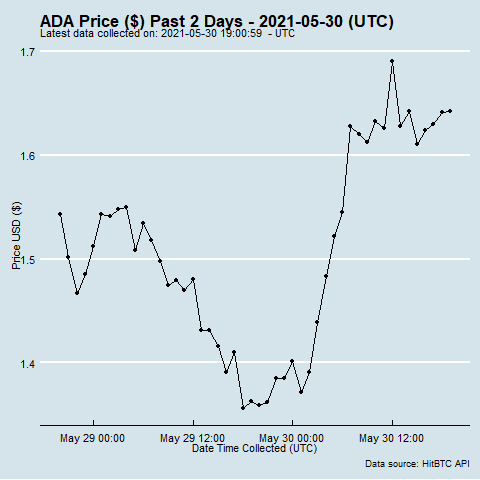 ADA Price ($) Past 2 Days - 2021-05-30 (UTC)
Latest data collected on: 2021-05-30 19:00:59 - UTC
1.7
1.6
1.5
1.4
Price USD ($)
May 29 00:00 May 29 12:00 May 30 00:00 May 30 12:00
Date Time Collected (UTC)
Data source: HitBTC API